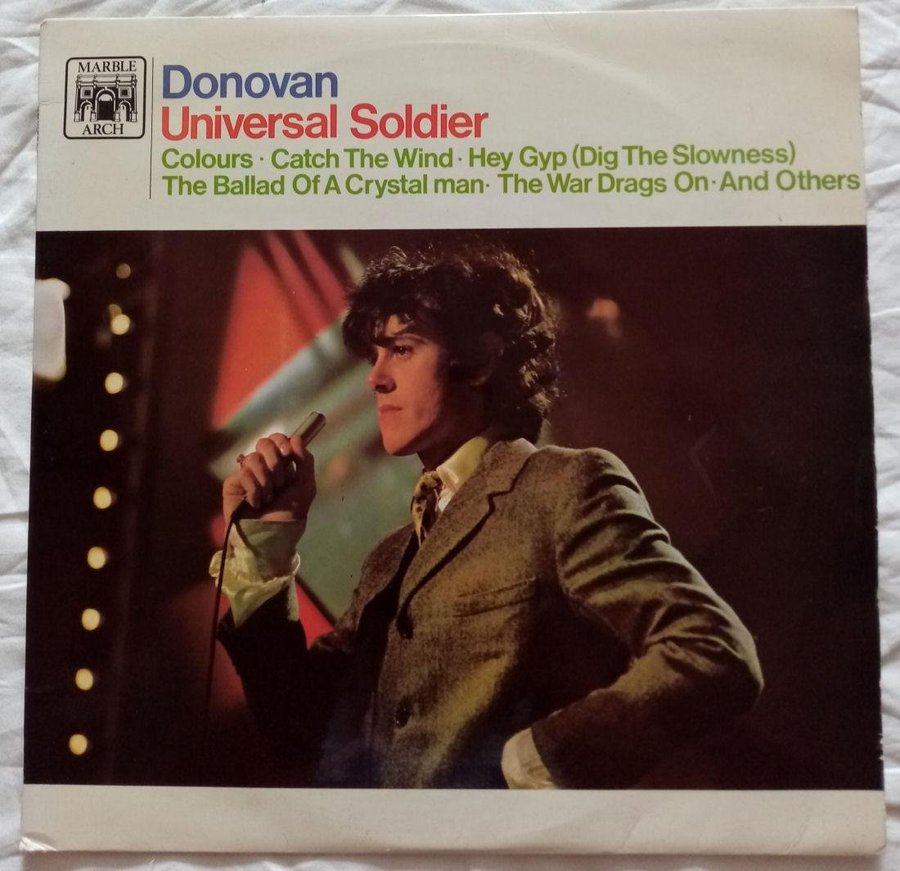 MARBLE
ARCH
Donovan
Universal Soldier
Colours · Catch The Wind · Hey Gyp (Dig The Slowness)
The Ballad Of A Crystal man · The War Drags On · And Others